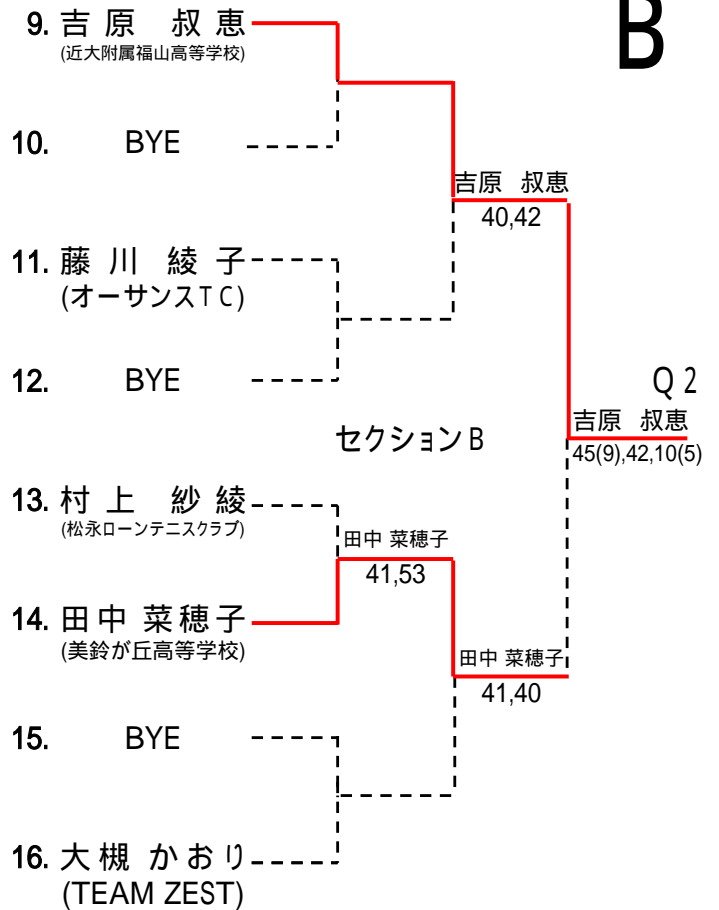 B
9. 吉原 叔恵
(近大附属福山高等学校)
10. BYE
吉原 叔恵
40,42
11. 藤川 綾子
(オーサンスTC)
12. BYE
Q2
吉原 叔恵
45(9),42,10(5)
セクションB
13. 村上 紗綾
(松永ローンテニスクラブ)
田中 菜穂子
41,53
14. 田中 菜穂子
(美鈴が丘高等学校)
田中 菜穂子
41,40
15. BYE
16. 大槻 かおり
(TEAM ZEST)